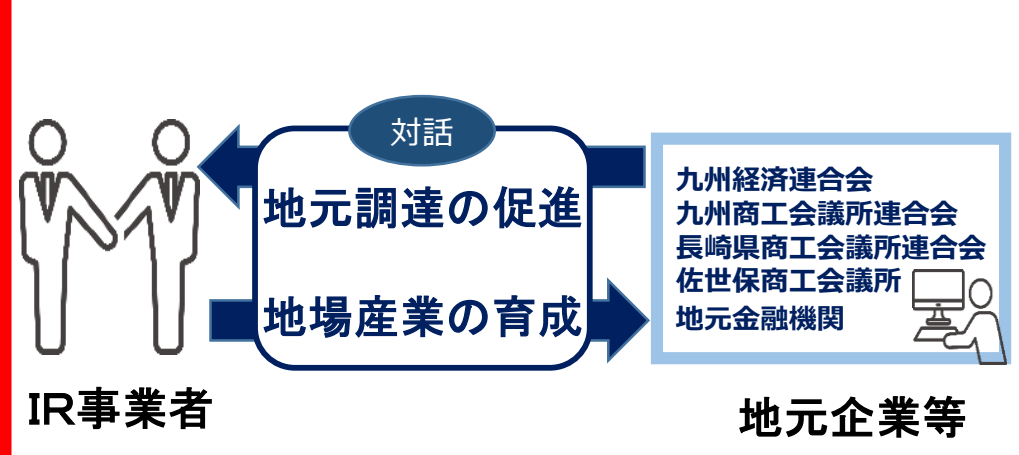 対話
地元調達の促進
地場産業の育成
九州経済連合会
九州商工会議所連合会
長崎県商工会議所連合会
佐世保商工会議所
地元金融機関
IR事業者
地元企業等